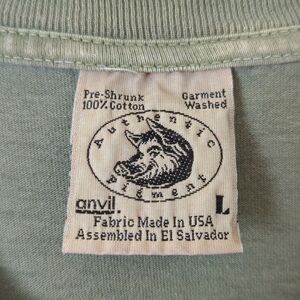 Pre-Shrunk Garment
100% Cotton Washed
Authentic
Pigment
anvil. L
Fabric Made In USA
Assembled In El Salvador